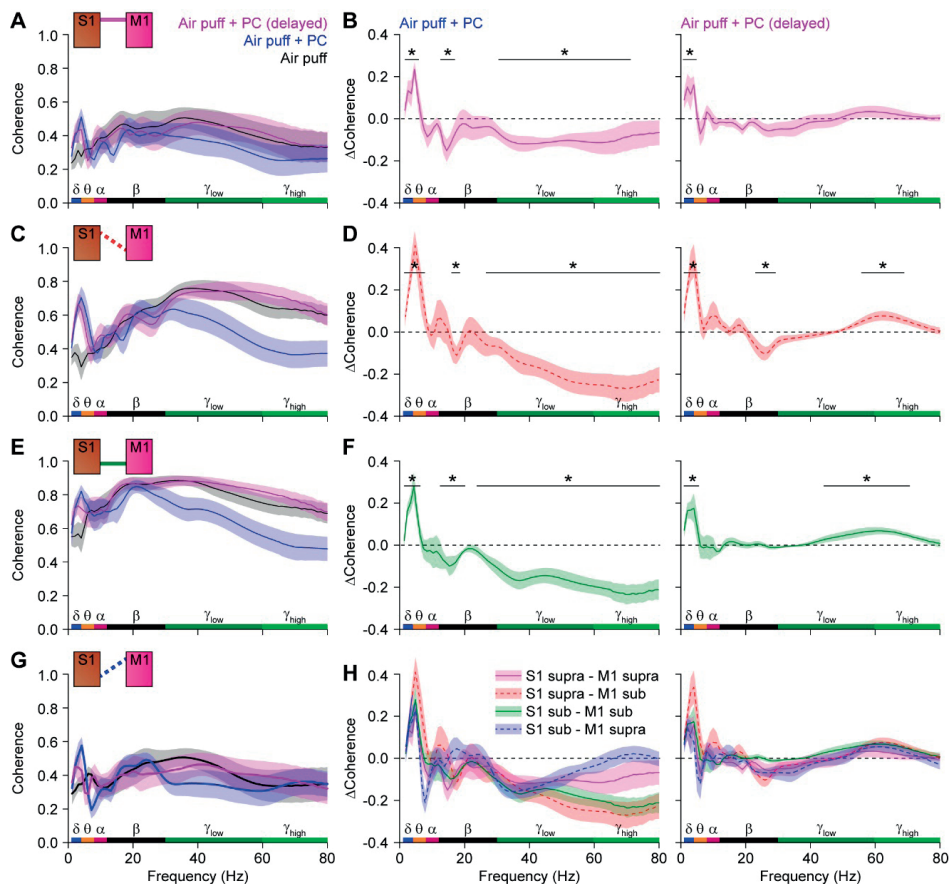 A
S1
M1
Air puff + PC (delayed)
Air puff + PC
Air puff
1.0
0.8
0.6
0.4
0.2
0.0
Coherence
δ θ α β γlow γhigh
B
Air puff + PC
Air puff + PC (delayed)
* * *
*
0.4
0.2
0.0
-0.2
-0.4
ΔCoherence
δ θ α β γlow γhigh
δ θ α β γlow γhigh
C
S1
M1
1.0
0.8
0.6
0.4
0.2
0.0
Coherence
δ θ α β γlow γhigh
D
* * *
* * *
0.4
0.2
0.0
-0.2
-0.4
ΔCoherence
δ θ α β γlow γhigh
δ θ α β γlow γhigh
E
S1
M1
1.0
0.8
0.6
0.4
0.2
0.0
Coherence
δ θ α β γlow γhigh
F
* * *
* *
0.4
0.2
0.0
-0.2
-0.4
ΔCoherence
δ θ α β γlow γhigh
δ θ α β γlow γhigh
G
S1
M1
1.0
0.8
0.6
0.4
0.2
0.0
Coherence
δ θ α β γlow γhigh
0 20 40 60 80
Frequency (Hz)
H
S1 supra - M1 supra
S1 supra - M1 sub
S1 sub - M1 sub
S1 sub - M1 supra
0.4
0.2
0.0
-0.2
-0.4
ΔCoherence
δ θ α β γlow γhigh
0 20 40 60 80
Frequency (Hz)
δ θ α β γlow γhigh
0 20 40 60 80
Frequency (Hz)